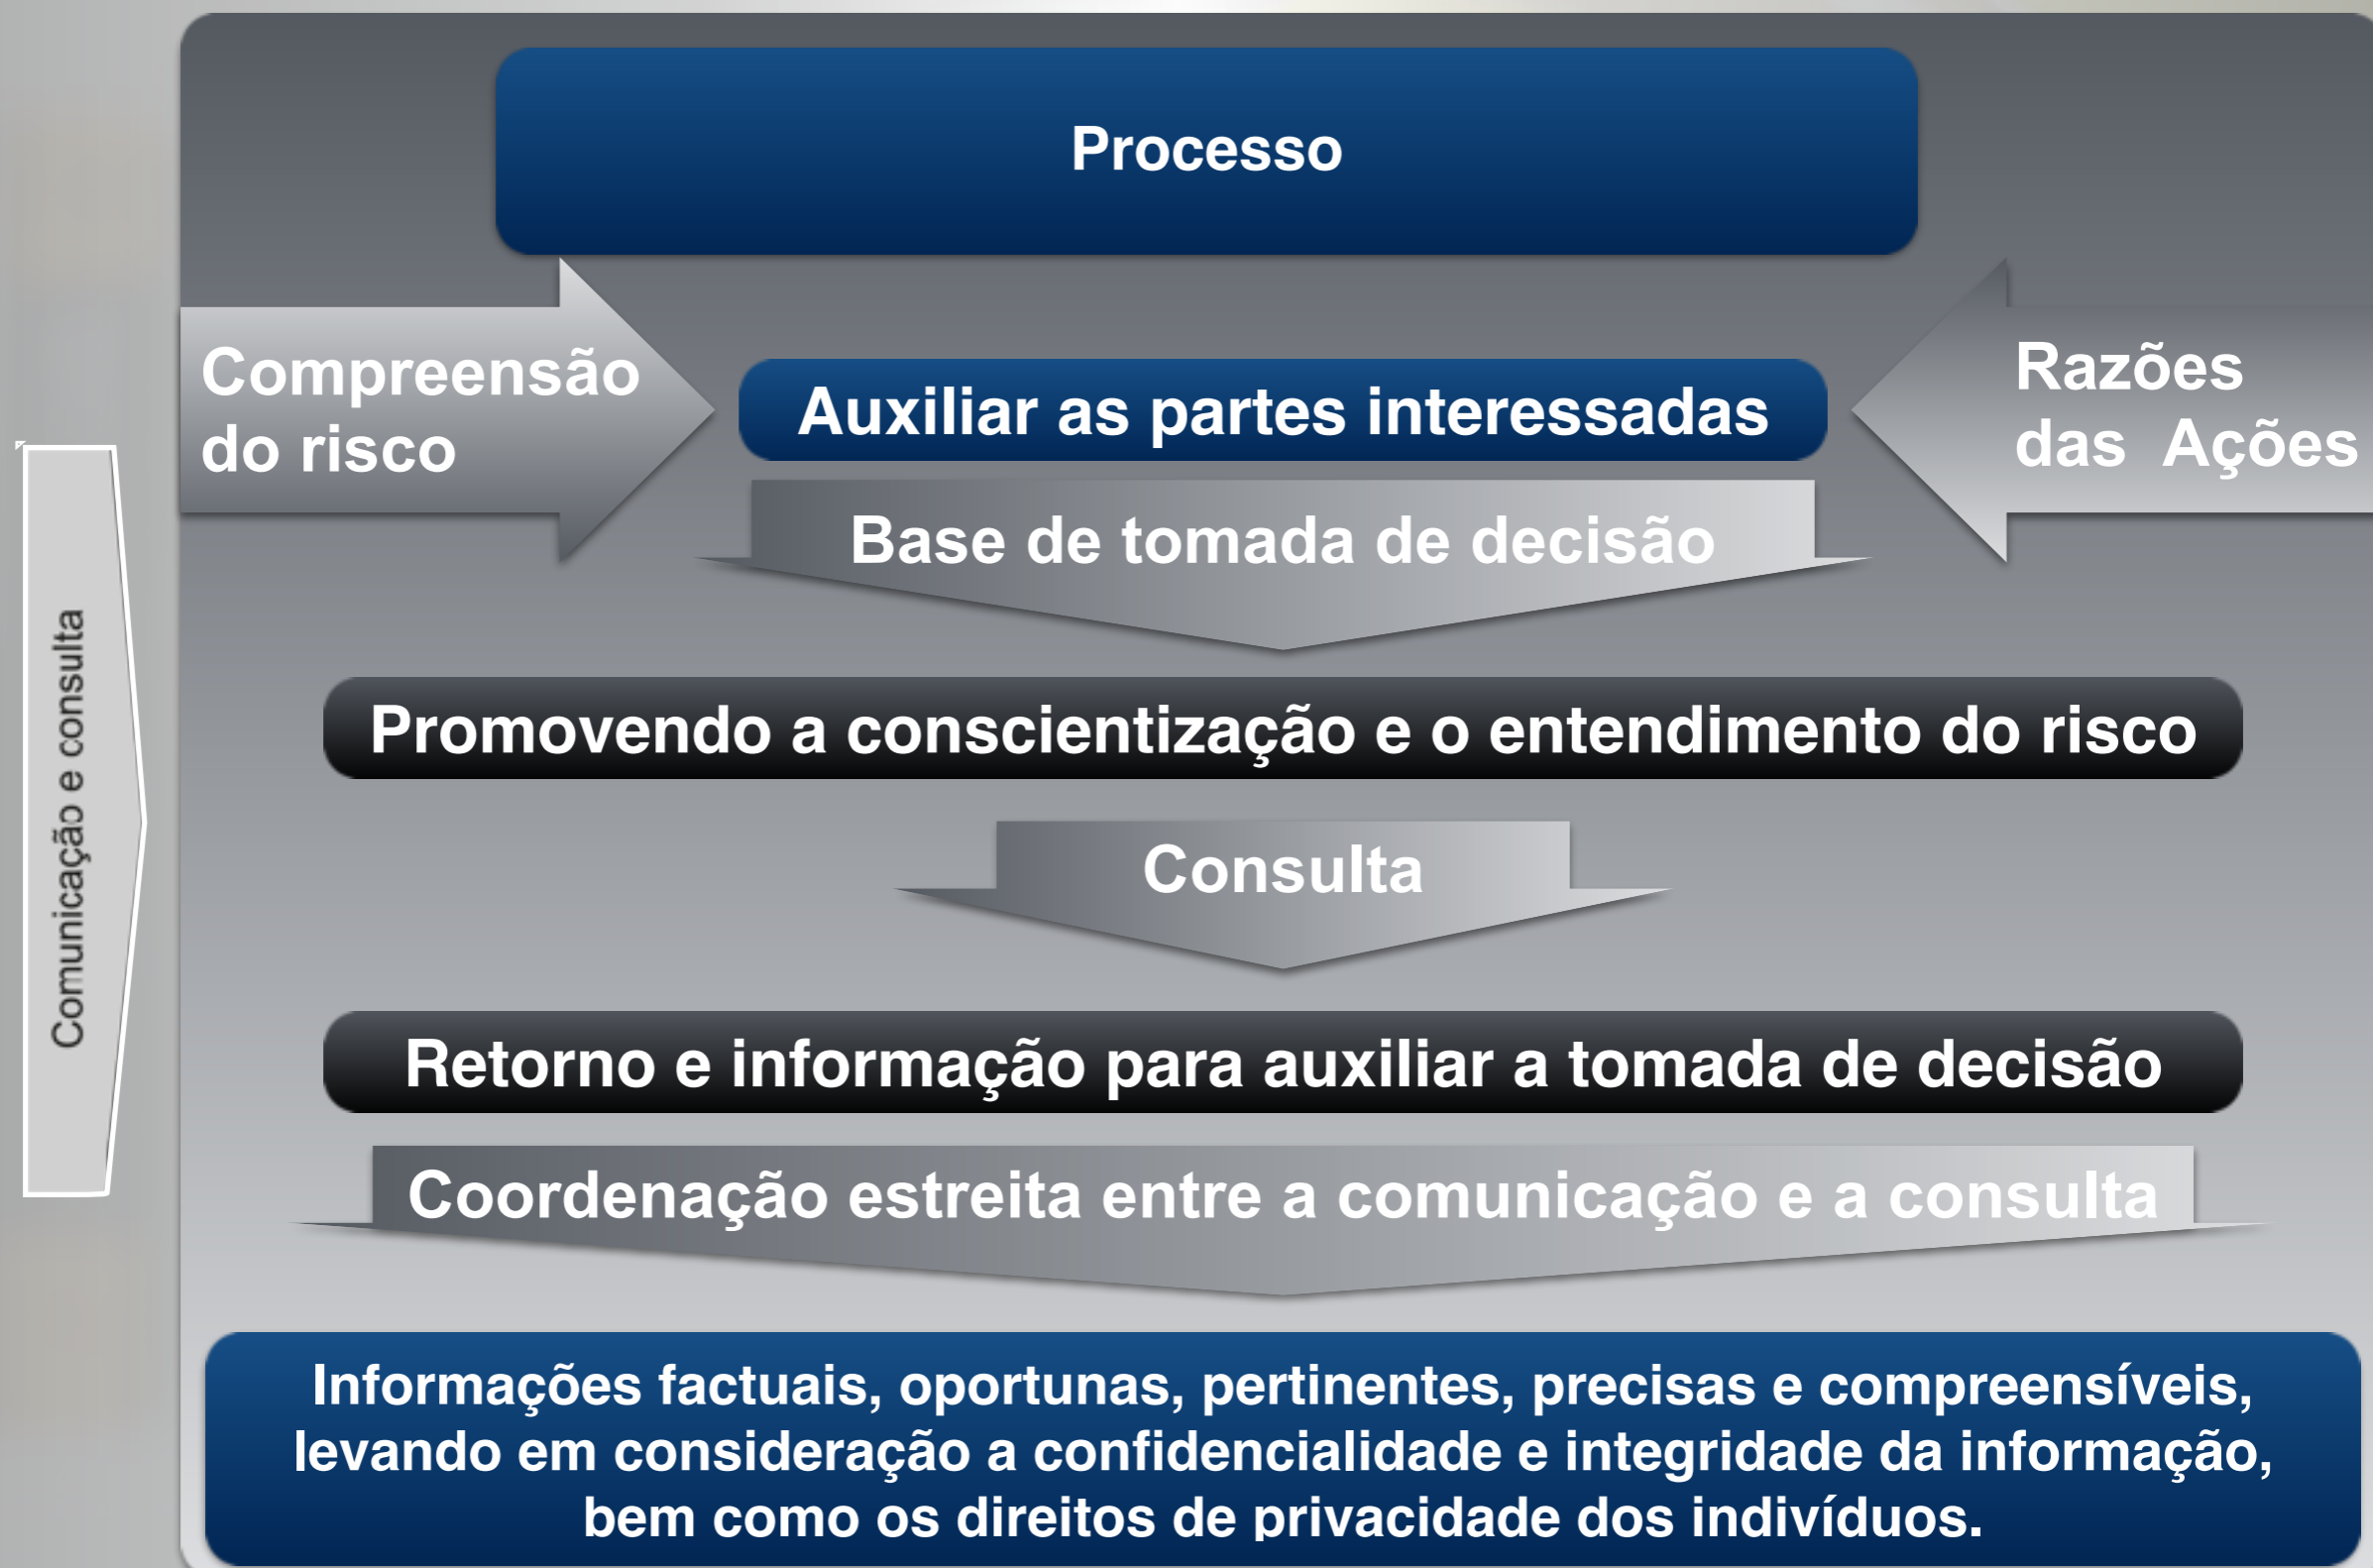 Processo
Compreensão
do risco
Auxiliar as partes interessadas
Razões
das Ações
Base de tomada de decisão
Promovendo a conscientização e o entendimento do risco
Comunicação e consulta
Consulta
Retorno e informação para auxiliar a tomada de decisão
Coordenação estreita entre a comunicação e a consulta
Informações factuais, oportunas, pertinentes, precisas e compreensíveis,
levando em consideração a confidencialidade e integridade da informação,
bem como os direitos de privacidade dos indivíduos.